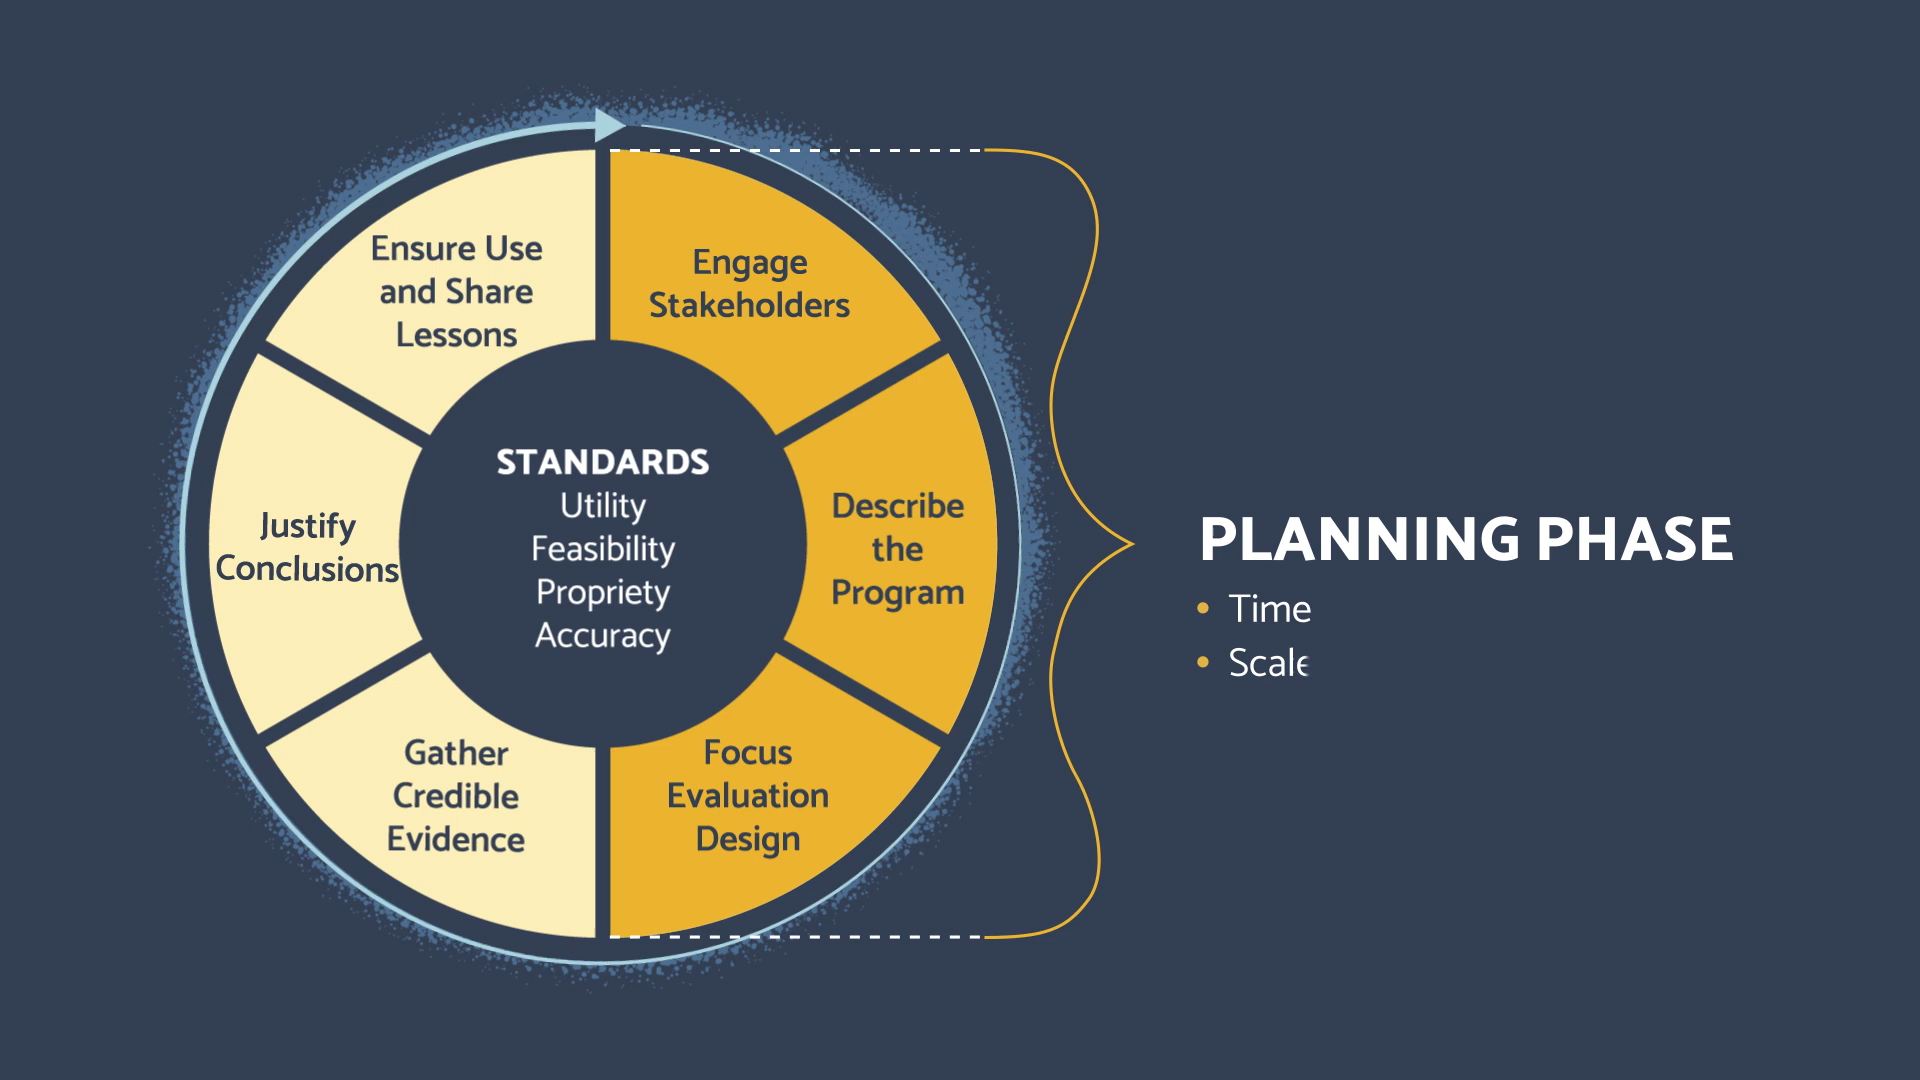 Ensure Use
and Share
Lessons
Engage
Stakeholders
STANDARDS
Utility
Feasibility
Propriety
Accuracy
Justify
Conclusions
Describe
the
Program
Gather
Credible
Evidence
Focus
Evaluation
Design
PLANNING PHASE
• Time
• Scale